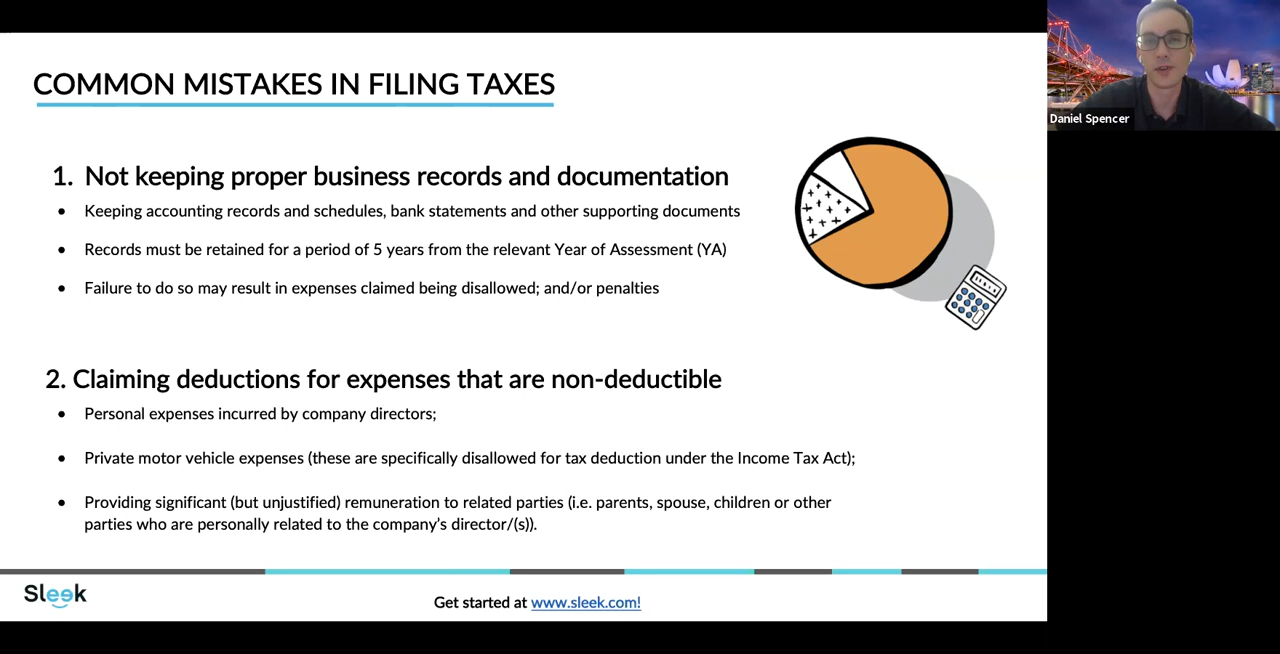 COMMON MISTAKES IN FILING TAXES
1. Not keeping proper business records and documentation
• Keeping accounting records and schedules, bank statements and other supporting documents
• Records must be retained for a period of 5 years from the relevant Year of Assessment (YA)
• Failure to do so may result in expenses claimed being disallowed; and/or penalties
2. Claiming deductions for expenses that are non-deductible
• Personal expenses incurred by company directors;
• Private motor vehicle expenses (these are specifically disallowed for tax deduction under the Income Tax Act);
• Providing significant (but unjustified) remuneration to related parties (i.e. parents, spouse, children or other
parties who are personally related to the company's director/(s)).
Sleek
Get started at www.sleek.com!
Daniel Spencer